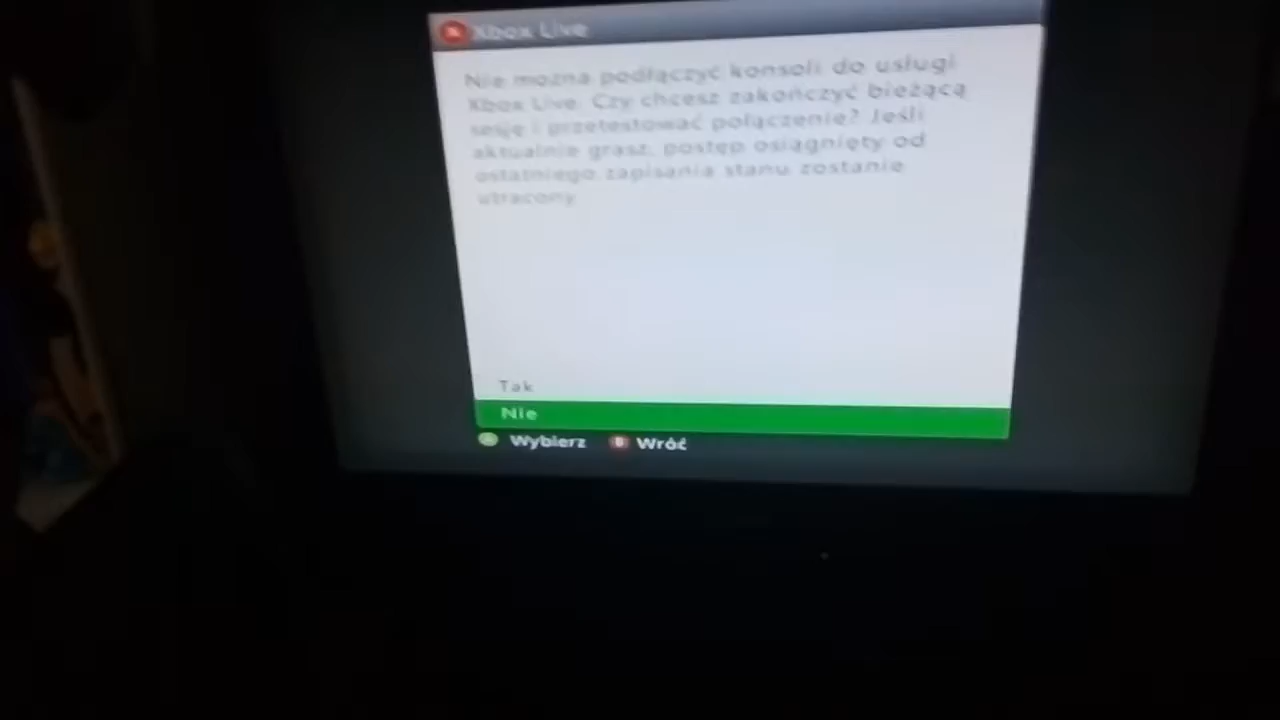 Xbox Live
Nie można podłączyć konsoli do usługi
Xbox Live. Czy chcesz zakończyć bieżącą
sesję i przetestować połączenie? Jeśli
aktualnie grasz, postęp osiągnięty od
ostatniego zapisania stanu zostanie
utracony.
Tak
Nie
A Wybierz B Wróć